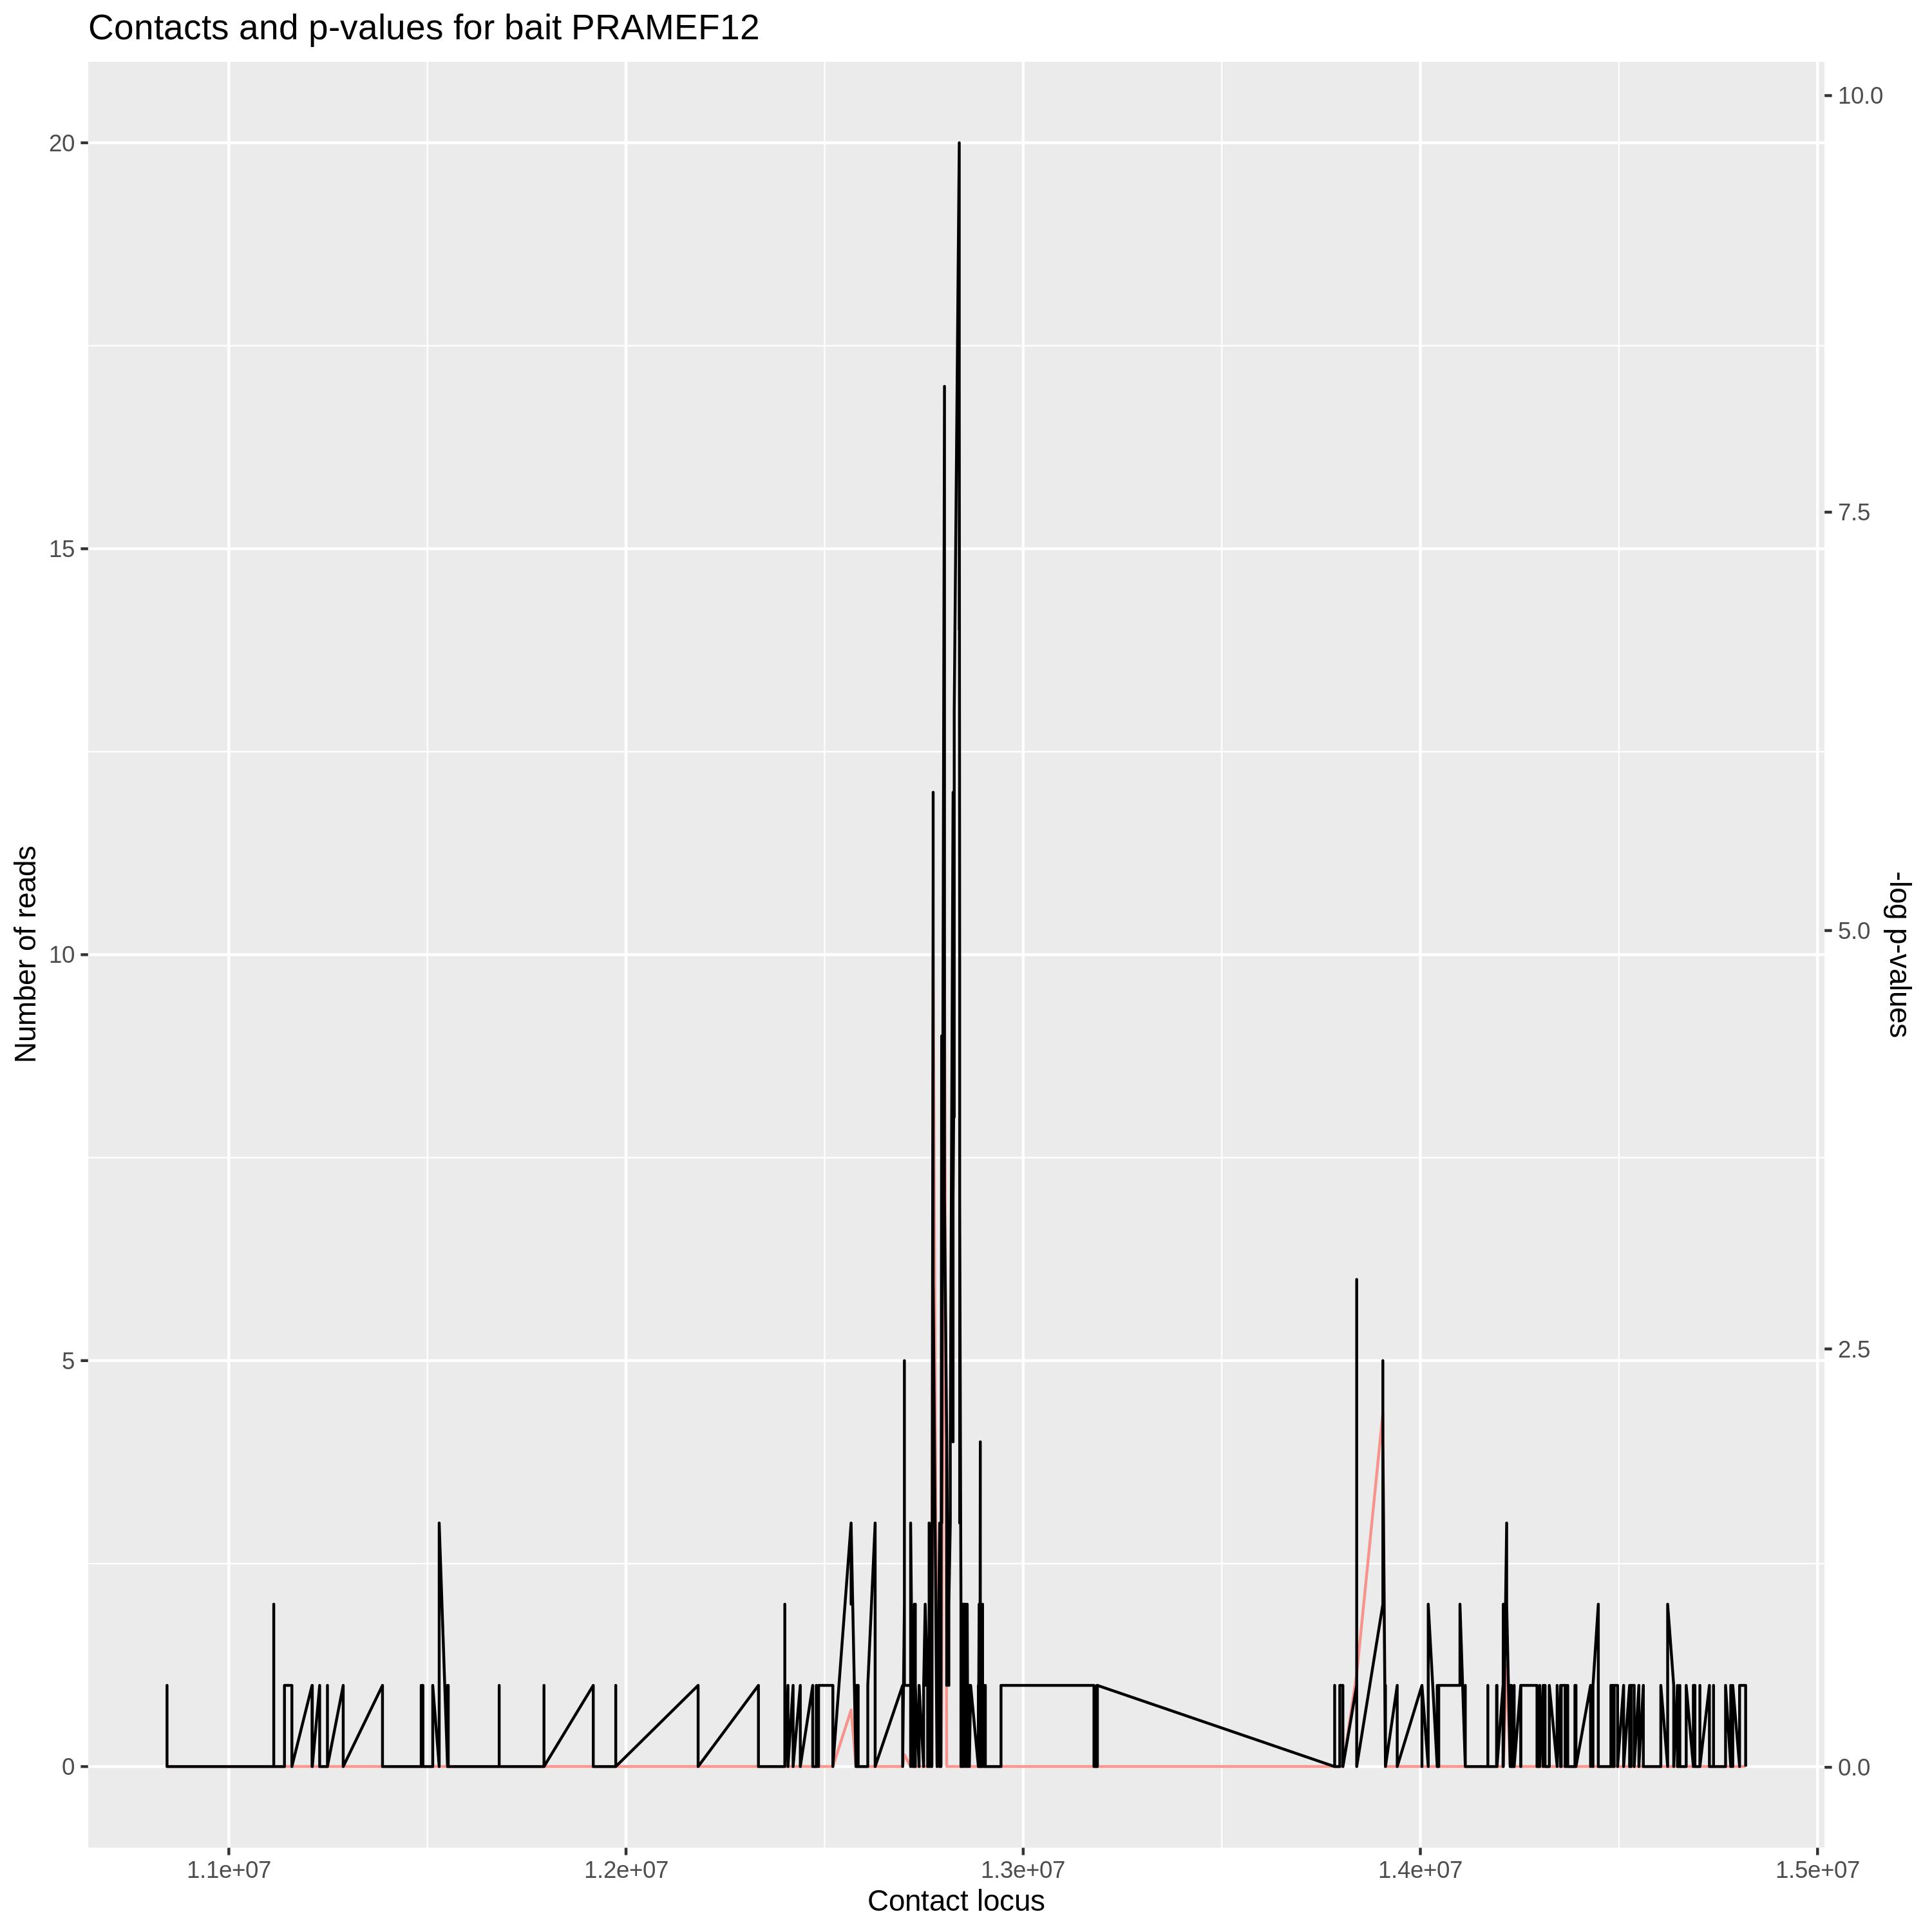 Contacts and p-values for bait PRAMEF12
20
15
10
5
0
Number of reads
10.0
7.5
5.0
2.5
0.0
-log p-values
1.1e+07
1.2e+07
1.3e+07
1.4e+07
1.5e+07
Contact locus